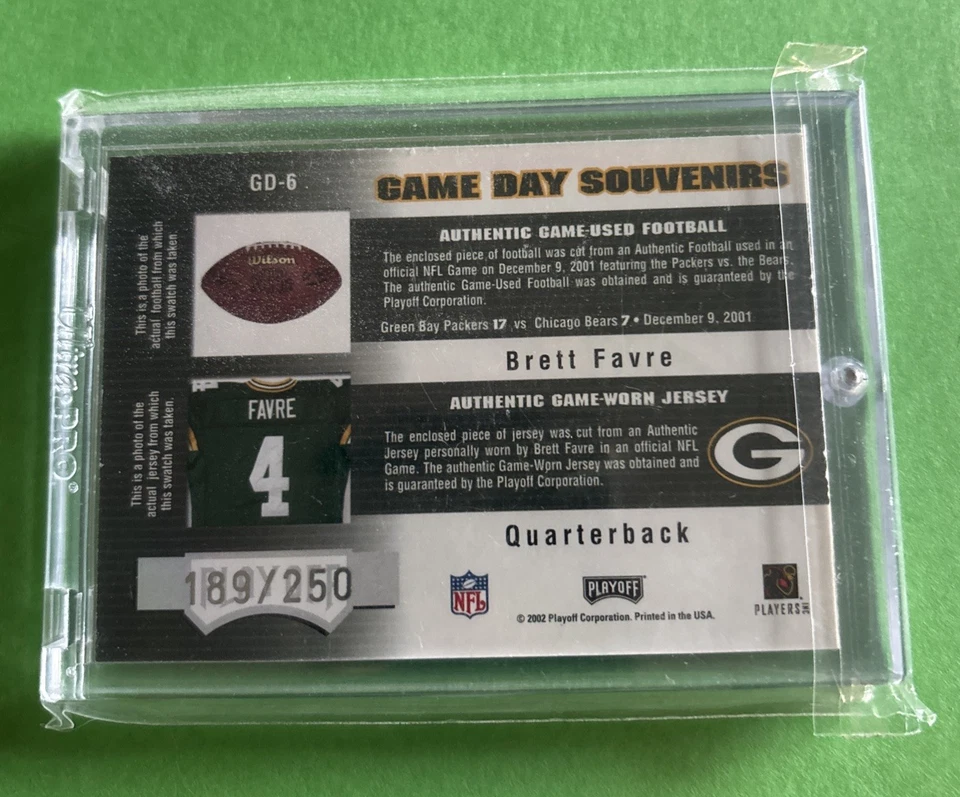 GD-6
GAME DAY SOUVENIRS
This is a photo of the
actual football from which
this swatch was taken.
Wilson
AUTHENTIC GAME-USED FOOTBALL
The enclosed piece of football was cut from an Authentic Football used in an
official NFL Game on December 9, 2001 featuring the Packers vs. the Bears.
The authentic Game-Used Football was obtained and is guaranteed by the
Playoff Corporation.
Green Bay Packers 17 vs Chicago Bears 7 • December 9, 2001
Brett Favre
This is a photo of the
actual jersey from which
this swatch was taken.
FAVRE
4
AUTHENTIC GAME-WORN JERSEY
The enclosed piece of jersey was cut from an Authentic
Jersey personally worn by Brett Favre in an official NFL
Game. The authentic Game-Worn Jersey was obtained and
is guaranteed by the Playoff Corporation.
G
Quarterback
PLAYOFF
189/250
NFL
PLAYOFF
PLAYERS INC
© 2002 Playoff Corporation. Printed in the USA.
Ultra PRO®